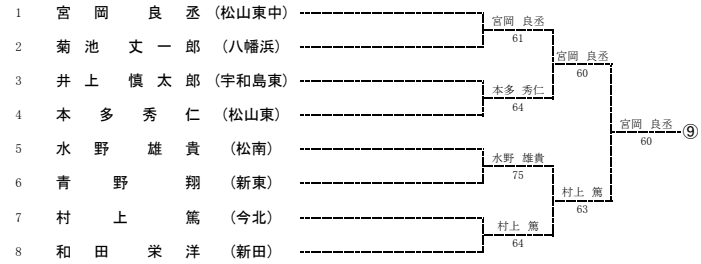 1 宮 岡 良 丞 (松山東中)
2 菊 池 丈 一 郎 (八幡浜)
3 井 上 慎 太 郎 (宇和島東)
4 本 多 秀 仁 (松山東)
5 水 野 雄 貴 (松南)
6 青 野 翔 (新東)
7 村 上 篤 (今北)
8 和 田 栄 洋 (新田)
宮岡 良丞
61
本多 秀仁
64
水野 雄貴
75
村上 篤
64
宮岡 良丞
60
村上 篤
63
宮岡 良丞
60
⑨